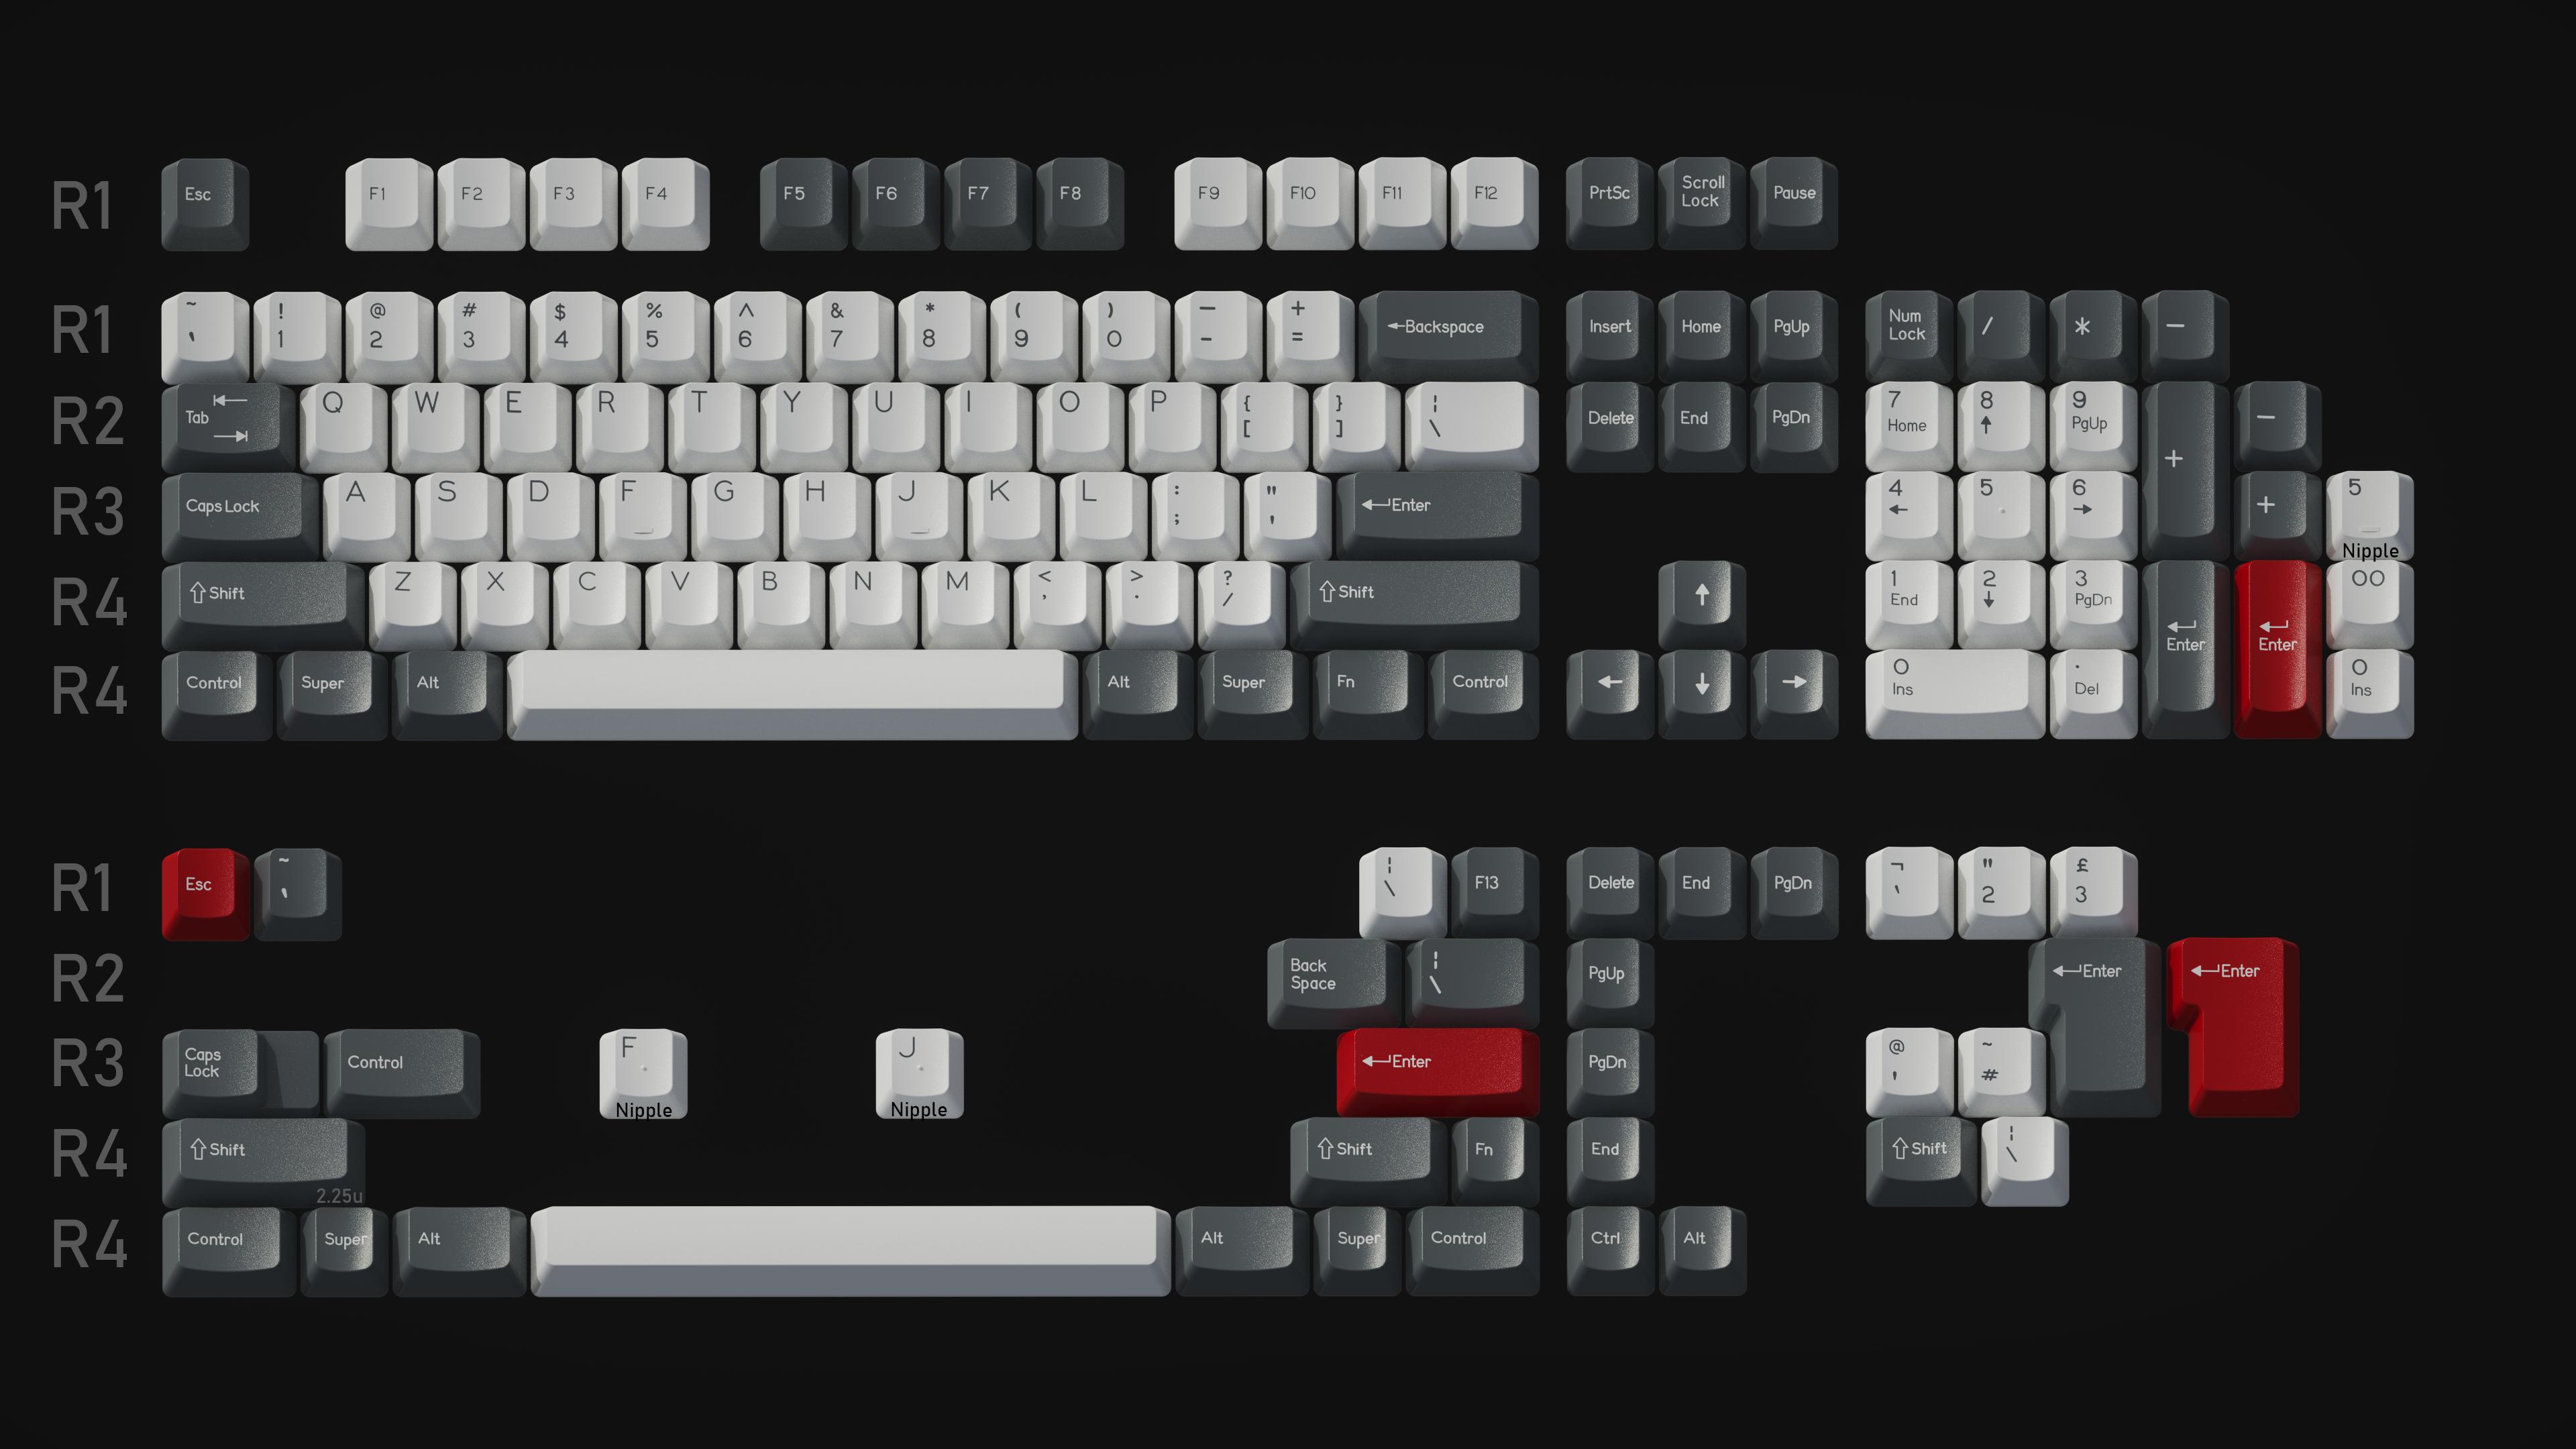 R1 Esc F1 F2 F3 F4 F5 F6 F7 F8 F9 F10 F11 F12 PrtSc Scroll Lock Pause
R1 ~ ` ! 1 @ 2 # 3 $ 4 % 5 ^ 6 & 7 * 8 ( 9 ) 0 — - + = ←Backspace Insert Home PgUp Num Lock / * −
R2 Tab Q W E R T Y U I O P { [ } ] ¦ \ Delete End PgDn 7 Home 8 ↑ 9 PgUp + −
R3 Caps Lock A S D F G H J K L : ; " ' ↵Enter 4 ← 5 6 → + 5
Nipple
R4 ⇧Shift Z X C V B N M < , > . ? / ⇧Shift ↑ 1 End 2 ↓ 3 PgDn ↵ Enter ↵ Enter 00
R4 Control Super Alt Alt Super Fn Control ← ↓ → 0 Ins . Del 0 Ins
R1 Esc ~ ` ¦ \ F13 Delete End PgDn ¬ ` " 2 £ 3
R2 Back Space ¦ \ PgUp ↵Enter ↵Enter
R3 Caps Lock Control F J ↵Enter PgDn @ ' ~ #
Nipple Nipple
R4 ⇧Shift ⇧Shift Fn End ⇧Shift ¦ \
2.25u
R4 Control Super Alt Alt Super Control Ctrl Alt